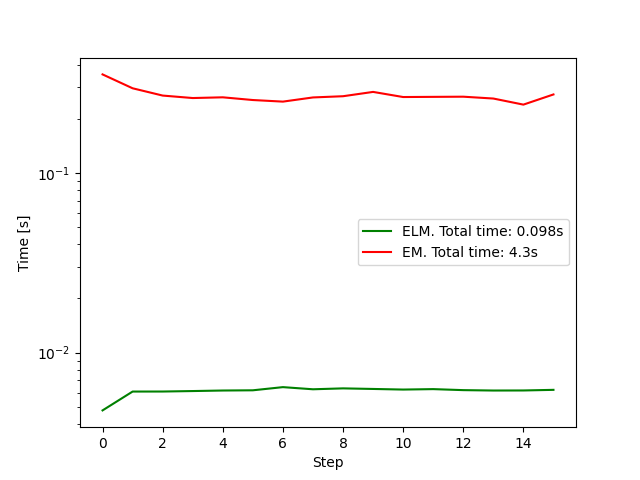 Time [s]
10⁻¹
10⁻²
ELM. Total time: 0.098s
EM. Total time: 4.3s
0 2 4 6 8 10 12 14
Step